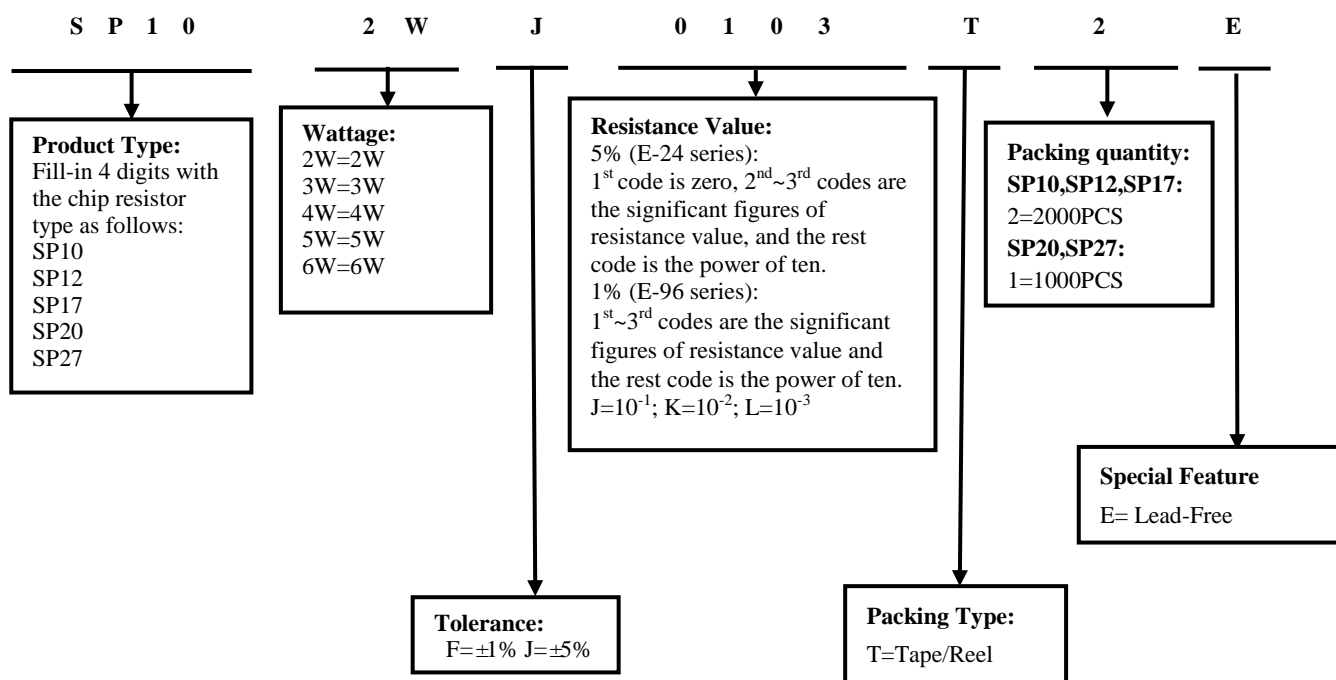 S P 1 0 2 W J 0 1 0 3 T 2 E
Product Type:
Fill-in 4 digits with
the chip resistor
type as follows:
SP10
SP12
SP17
SP20
SP27
Wattage:
2W=2W
3W=3W
4W=4W
5W=5W
6W=6W
Resistance Value:
5% (E-24 series):
1st code is zero, 2nd~3rd codes are
the significant figures of
resistance value, and the rest
code is the power of ten.
1% (E-96 series):
1st~3rd codes are the significant
figures of resistance value and
the rest code is the power of ten.
J=10-1; K=10-2; L=10-3
Packing quantity:
SP10,SP12,SP17:
2=2000PCS
SP20,SP27:
1=1000PCS
Special Feature
E= Lead-Free
Tolerance:
F=±1% J=±5%
Packing Type:
T=Tape/Reel